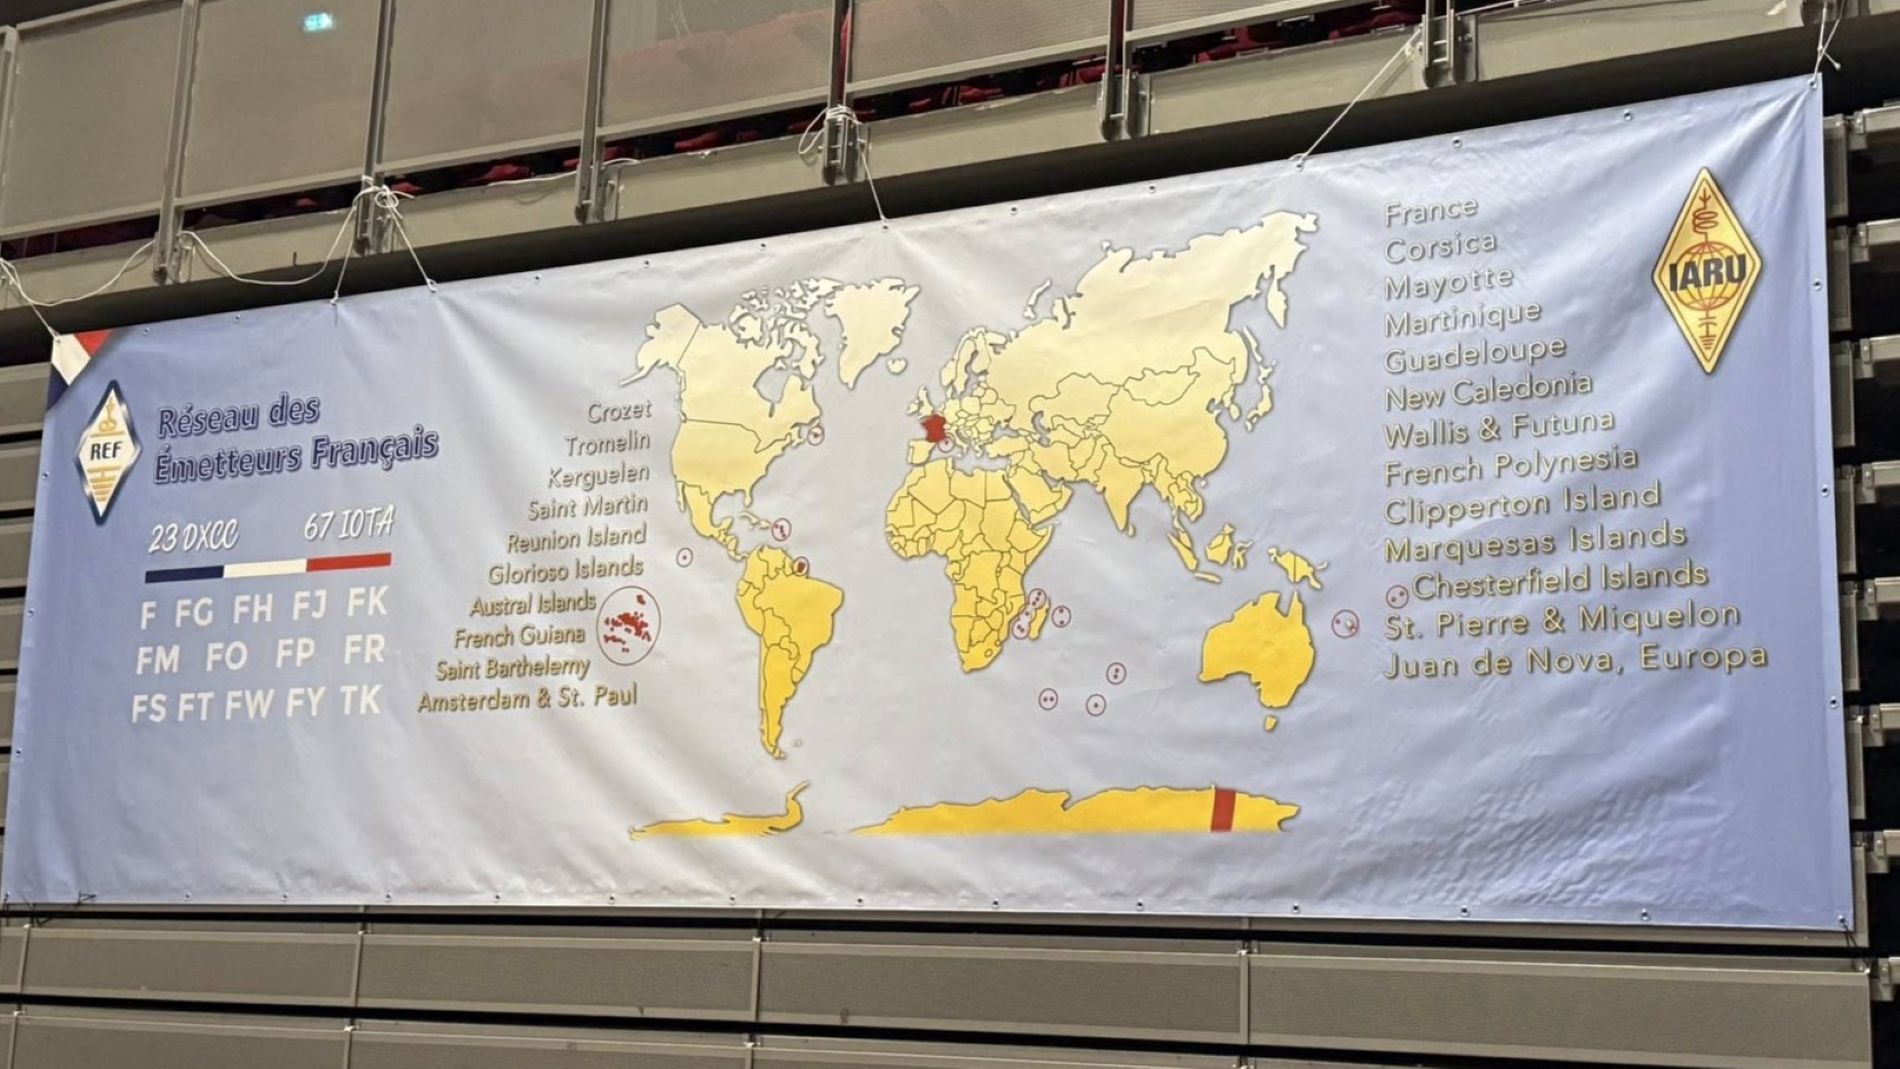 REF
Réseau des
Émetteurs Français
23 DXCC 67 IOTA
F FG FH FJ FK
FM FO FP FR
FS FT FW FY TK
Crozet
Tromelin
Kerguelen
Saint Martin
Reunion Island
Glorioso Islands
Austral Islands
French Guiana
Saint Barthelemy
Amsterdam & St. Paul
France
Corsica
Mayotte
Martinique
Guadeloupe
New Caledonia
Wallis & Futuna
French Polynesia
Clipperton Island
Marquesas Islands
Chesterfield Islands
St. Pierre & Miquelon
Juan de Nova, Europa
IARU